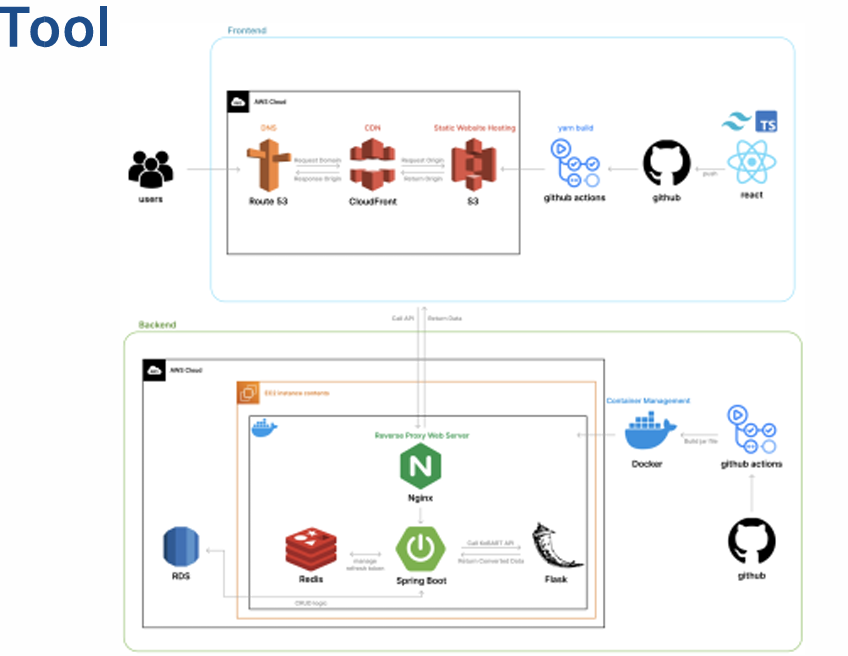 Tool
Frontend
AWS Cloud
DNS
CDN
Static Website Hosting
yarn build
TS
Request Domain
Response Origin
Request Origin
Return Origin
push
users
Route 53
CloudFront
S3
github actions
github
react
Call API
Return Data
Backend
AWS Cloud
EC2 instance contents
Container Management
Reverse Proxy Web Server
Build jar file
Docker
github actions
N
Nginx
Call KoBART API
Return Converted Data
manage
refresh token
RDS
Redis
Spring Boot
Flask
github
CRUD logic